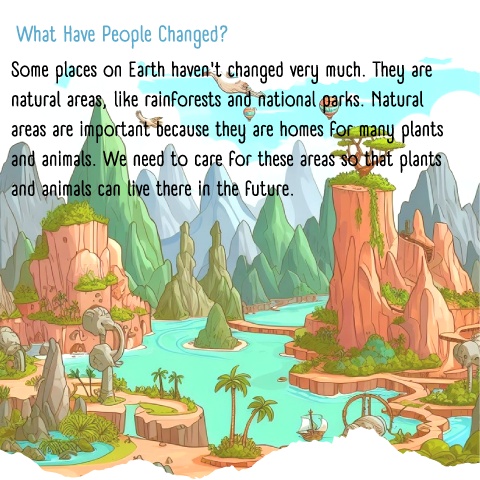 What Have People Changed?
Some places on Earth haven't changed very much. They are
natural areas, like rainforests and national parks. Natural
areas are important because they are homes for many plants
and animals. We need to care for these areas so that plants
and animals can live there in the future.